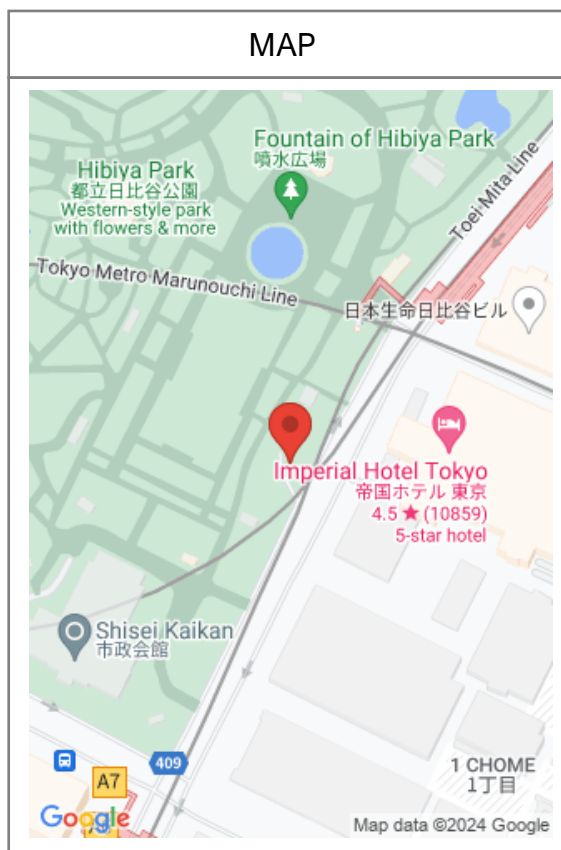 MAP
Fountain of Hibiya Park
噴水広場
Hibiya Park
都立日比谷公園
Western-style park
with flowers & more
Toei Mita Line
Tokyo Metro Marunouchi Line
日本生命日比谷ビル
Imperial Hotel Tokyo
帝国ホテル 東京
4.5 ★ (10859)
5-star hotel
Shisei Kaikan
市政会館
409
A7
1 CHOME
1丁目
Google
Map data ©2024 Google